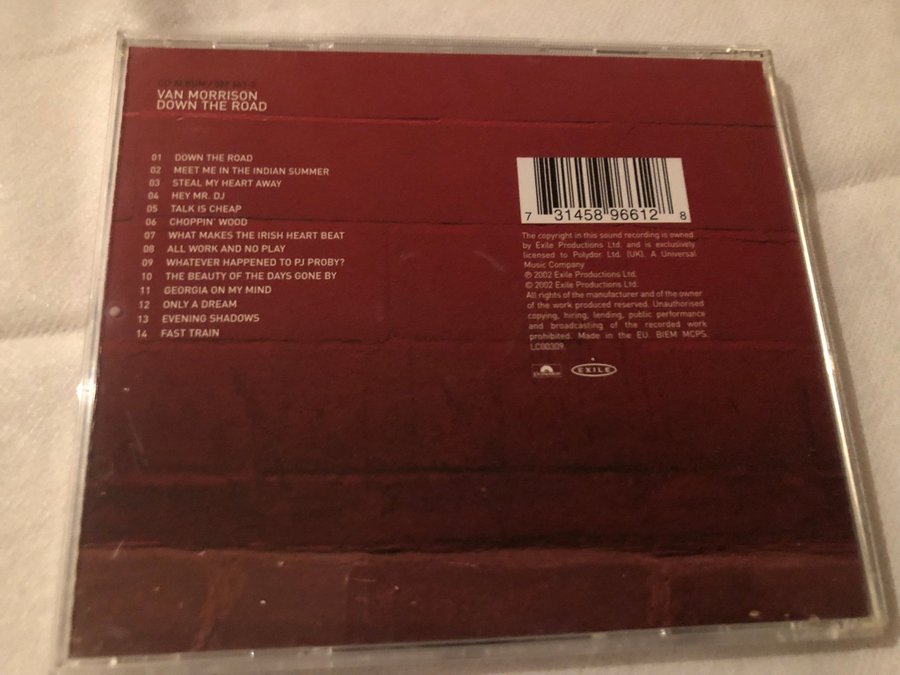 VAN MORRISON
DOWN THE ROAD
01 DOWN THE ROAD
02 MEET ME IN THE INDIAN SUMMER
03 STEAL MY HEART AWAY
04 HEY MR. DJ
05 TALK IS CHEAP
06 CHOPPIN' WOOD
07 WHAT MAKES THE IRISH HEART BEAT
08 ALL WORK AND NO PLAY
09 WHATEVER HAPPENED TO PJ PROBY?
10 THE BEAUTY OF THE DAYS GONE BY
11 GEORGIA ON MY MIND
12 ONLY A DREAM
13 EVENING SHADOWS
14 FAST TRAIN
7 31458 96612 8
The copyright in this sound recording is owned
by Exile Productions Ltd. and is exclusively
licensed to Polydor Ltd. (UK). A Universal
Music Company
℗ 2002 Exile Productions Ltd.
© 2002 Exile Productions Ltd.
All rights of the manufacturer and of the owner
of the work produced reserved. Unauthorised
copying, hiring, lending, public performance
and broadcasting of the recorded work
prohibited. Made in the EU. BIEM MCPS.
LC00309
EXILE